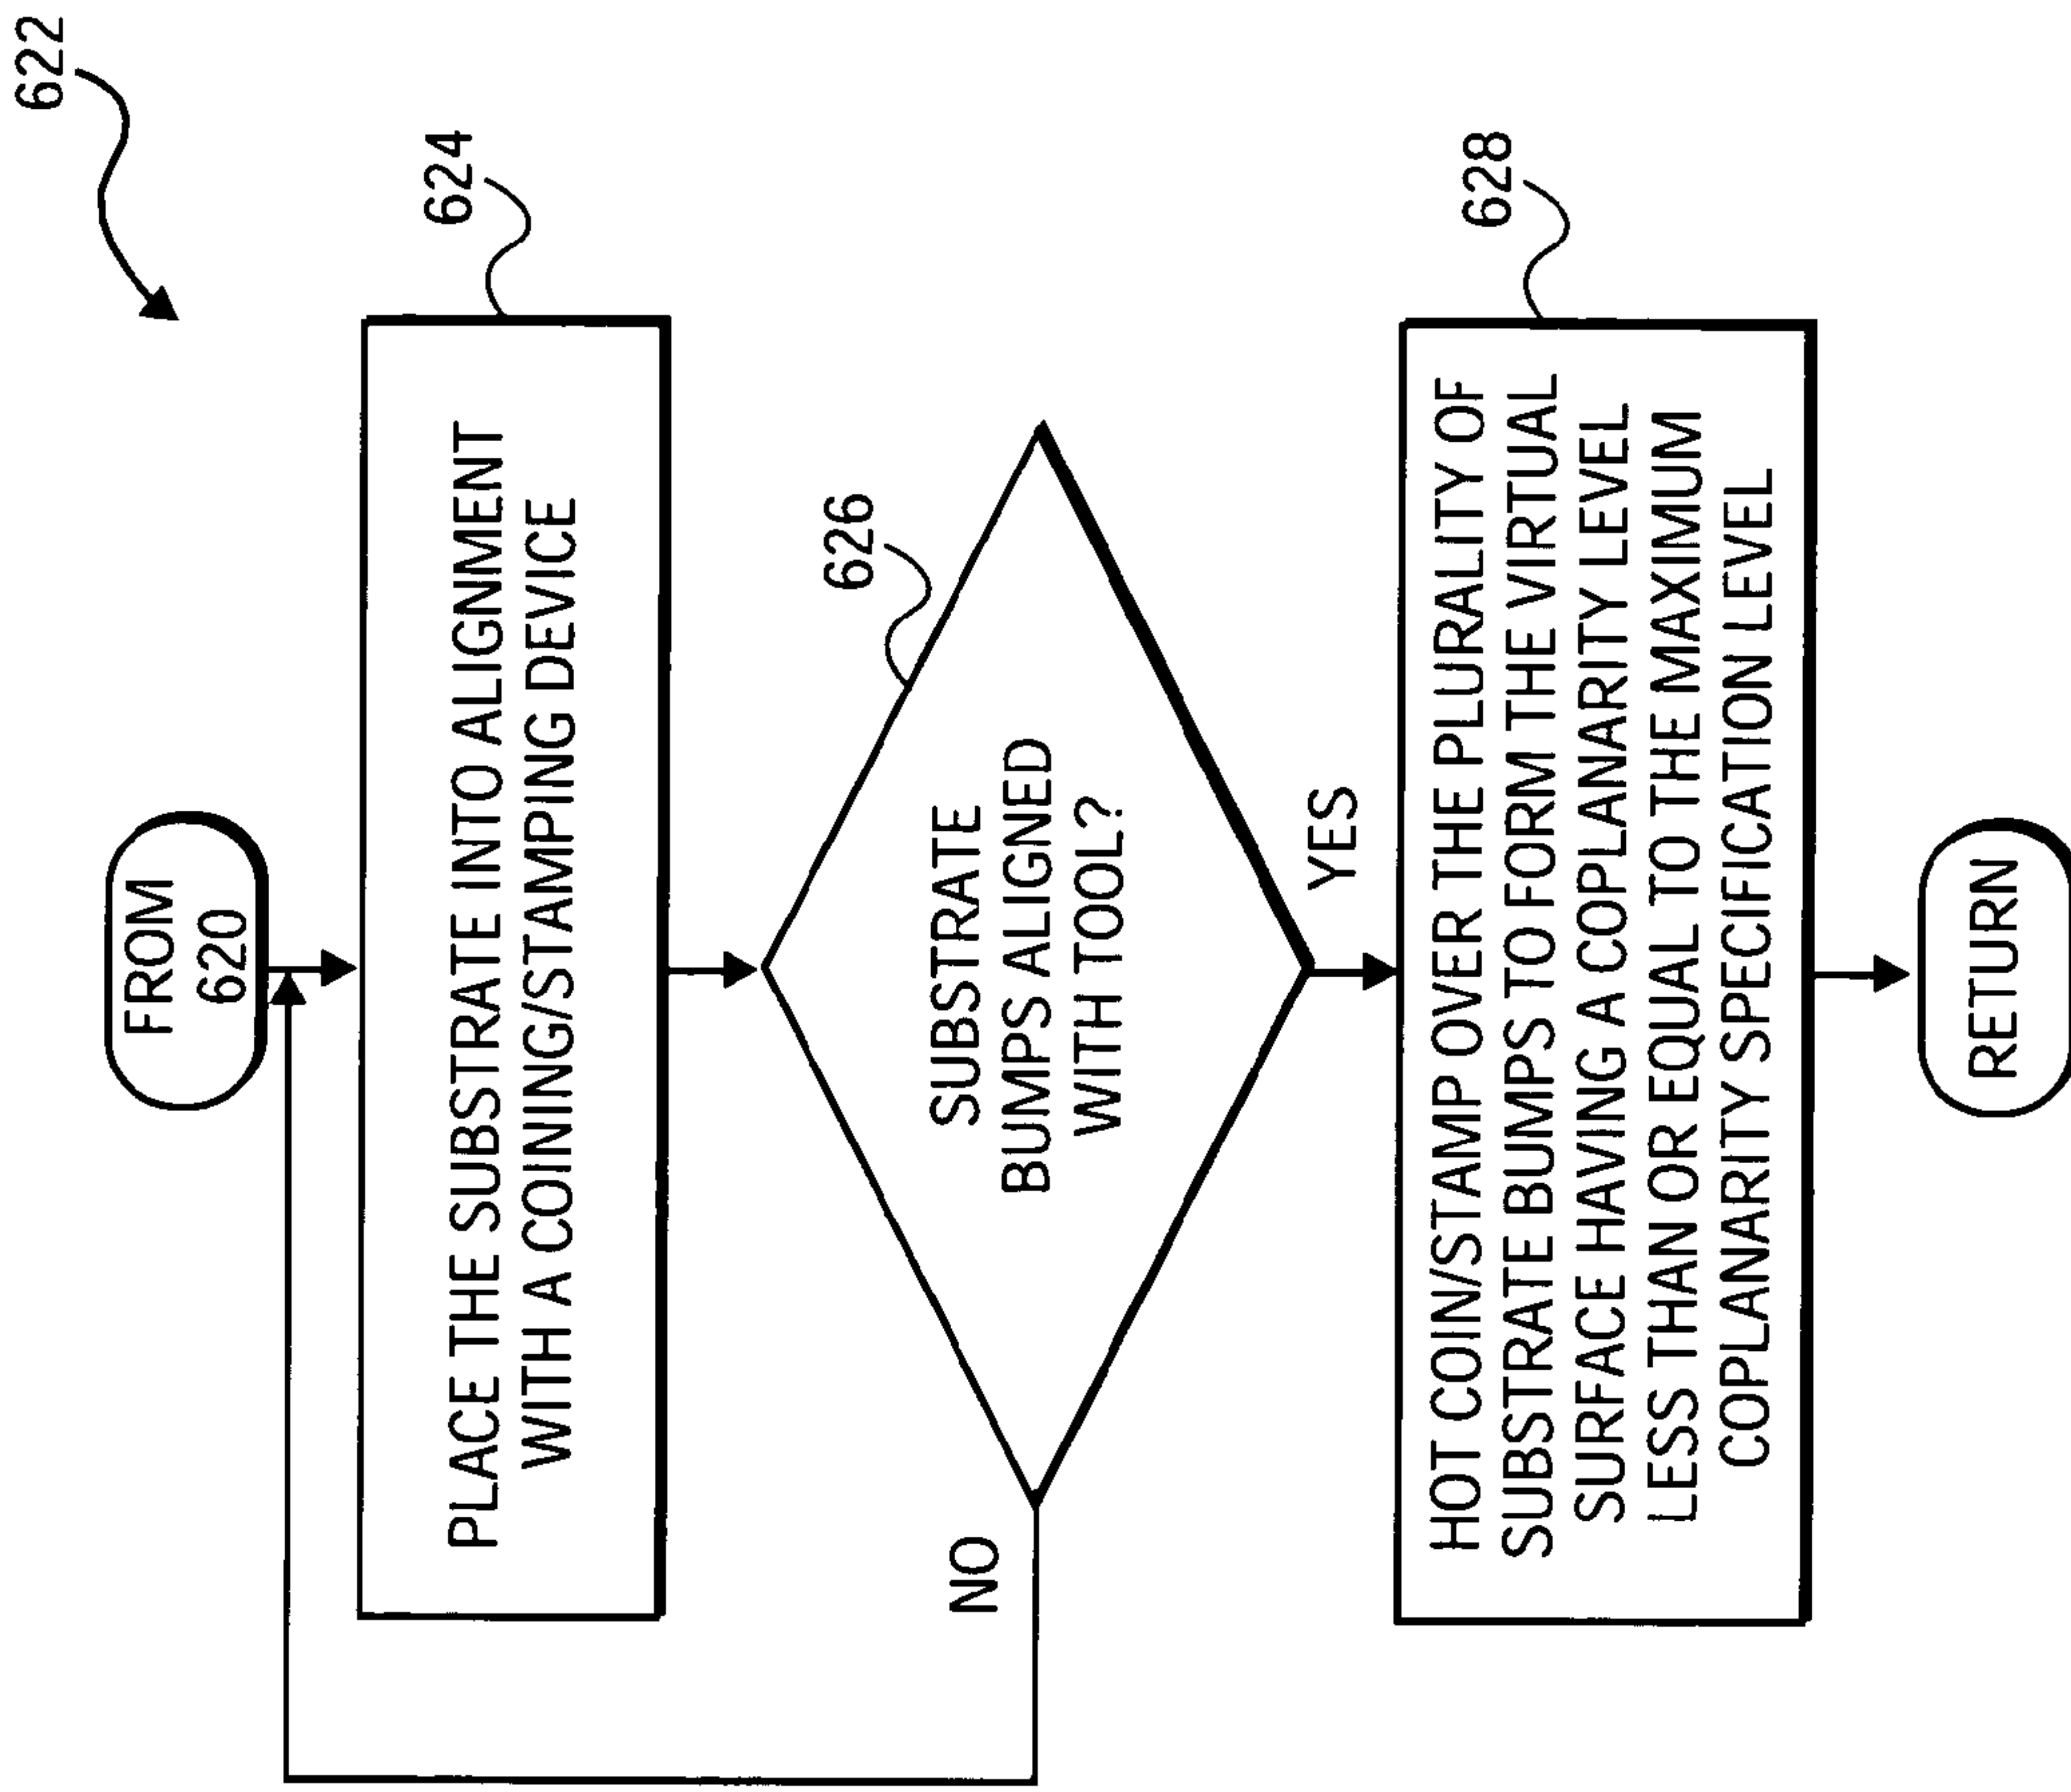 622
FROM
620
624
PLACE THE SUBSTRATE INTO ALIGNMENT
WITH A COINING/STAMPING DEVICE
626
SUBSTRATE
BUMPS ALIGNED
WITH TOOL?
NO
YES
628
HOT COIN/STAMP OVER THE PLURALITY OF
SUBSTRATE BUMPS TO FORM THE VIRTUAL
SURFACE HAVING A COPLANARITY LEVEL
LESS THAN OR EQUAL TO THE MAXIMUM
COPLANARITY SPECIFICATION LEVEL
RETURN